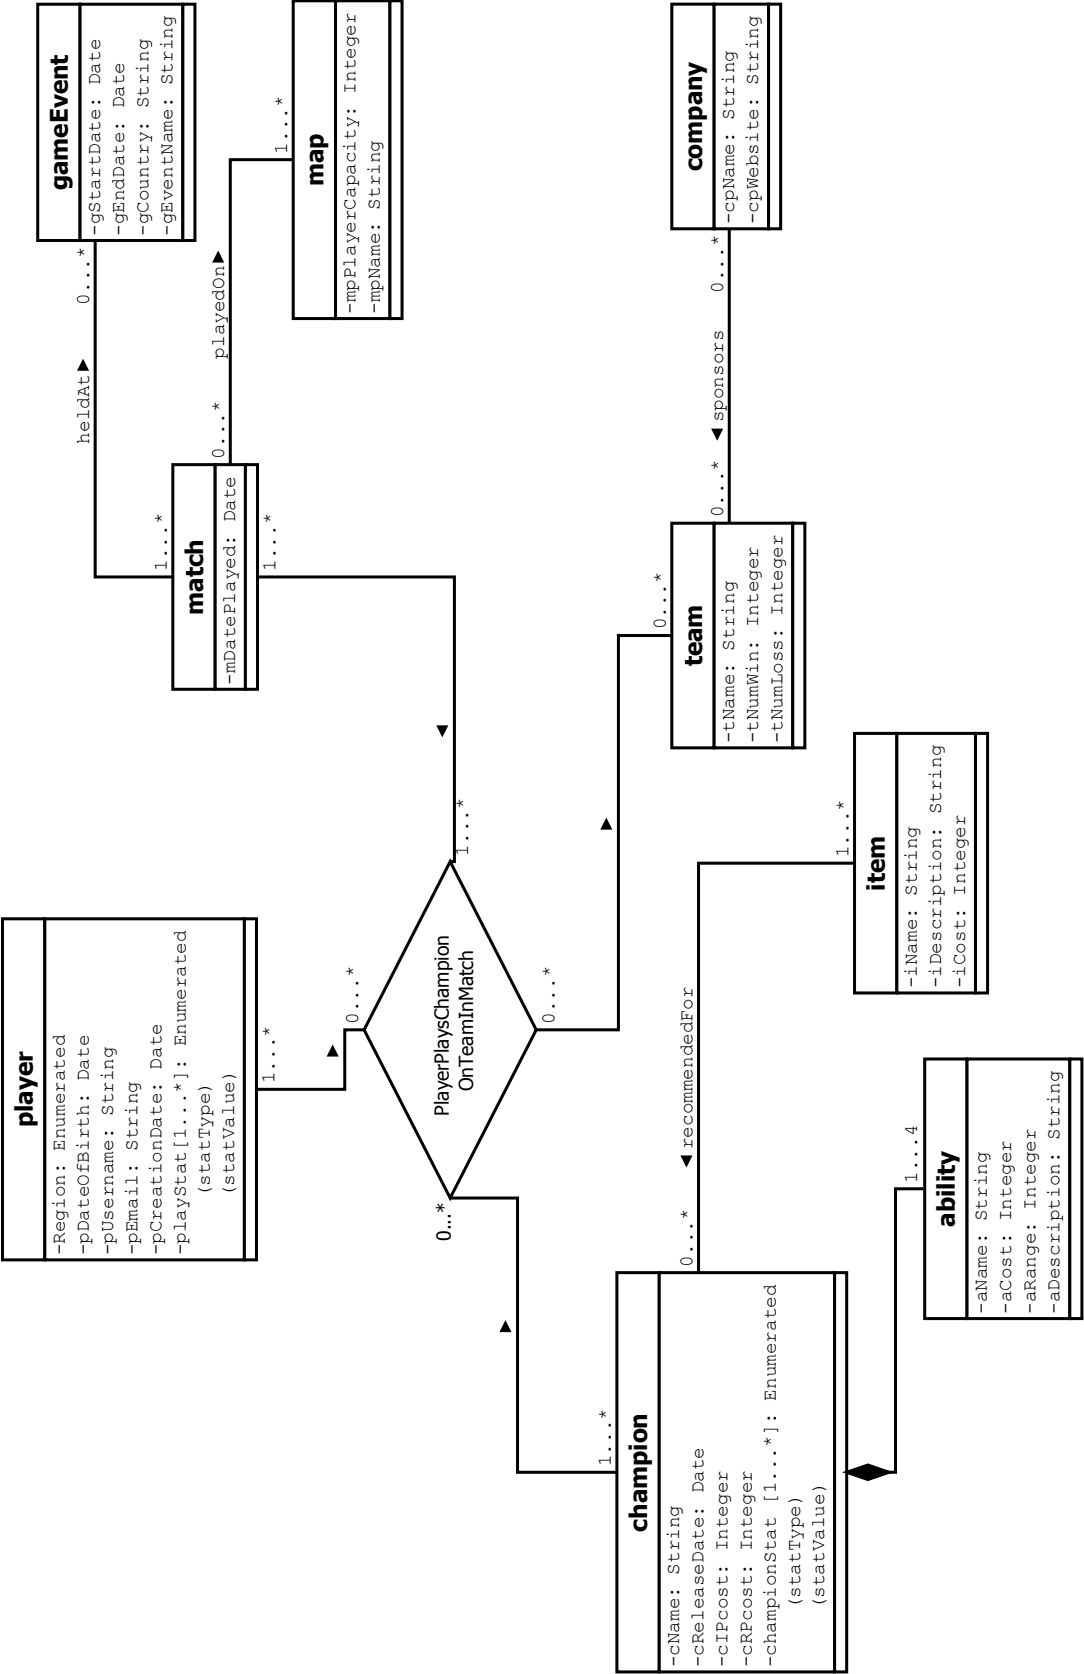 player
-Region: Enumerated
-pDateOfBirth: Date
-pUsername: String
-pEmail: String
-pCreationDate: Date
-playStat[1...*]: Enumerated
(statType)
(statValue)
1...*
0...*
gameEvent
-gStartDate: Date
-gEndDate: Date
-gCountry: String
-gEventName: String
0...*
heldAt
1...*
match
-mDatePlayed: Date
0...*
playedOn
1...*
map
-mpPlayerCapacity: Integer
-mpName: String
1...*
1...*
PlayerPlaysChampion
OnTeamInMatch
0...*
0...*
0...*
team
-tName: String
-tNumWin: Integer
-tNumLoss: Integer
0...*
sponsors
0...*
company
-cpName: String
-cpWebsite: String
1...*
champion
-cName: String
-cReleaseDate: Date
-cIPcost: Integer
-cRPcost: Integer
-championStat [1...*]: Enumerated
(statType)
(statValue)
0...*
recommendedFor
1...*
item
-iName: String
-iDescription: String
-iCost: Integer
1...4
ability
-aName: String
-aCost: Integer
-aRange: Integer
-aDescription: String